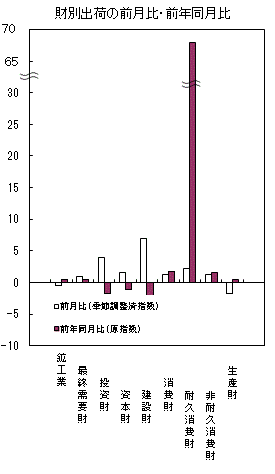 財別出荷の前月比・前年同月比
70
65
30
25
20
15
10
5
0
-5
-10
前月比(季節調整済指数)
前年同月比(原指数)
鉱工業
最終需要財
投資財
資本財
建設財
消費財
耐久消費財
非耐久消費財
生産財